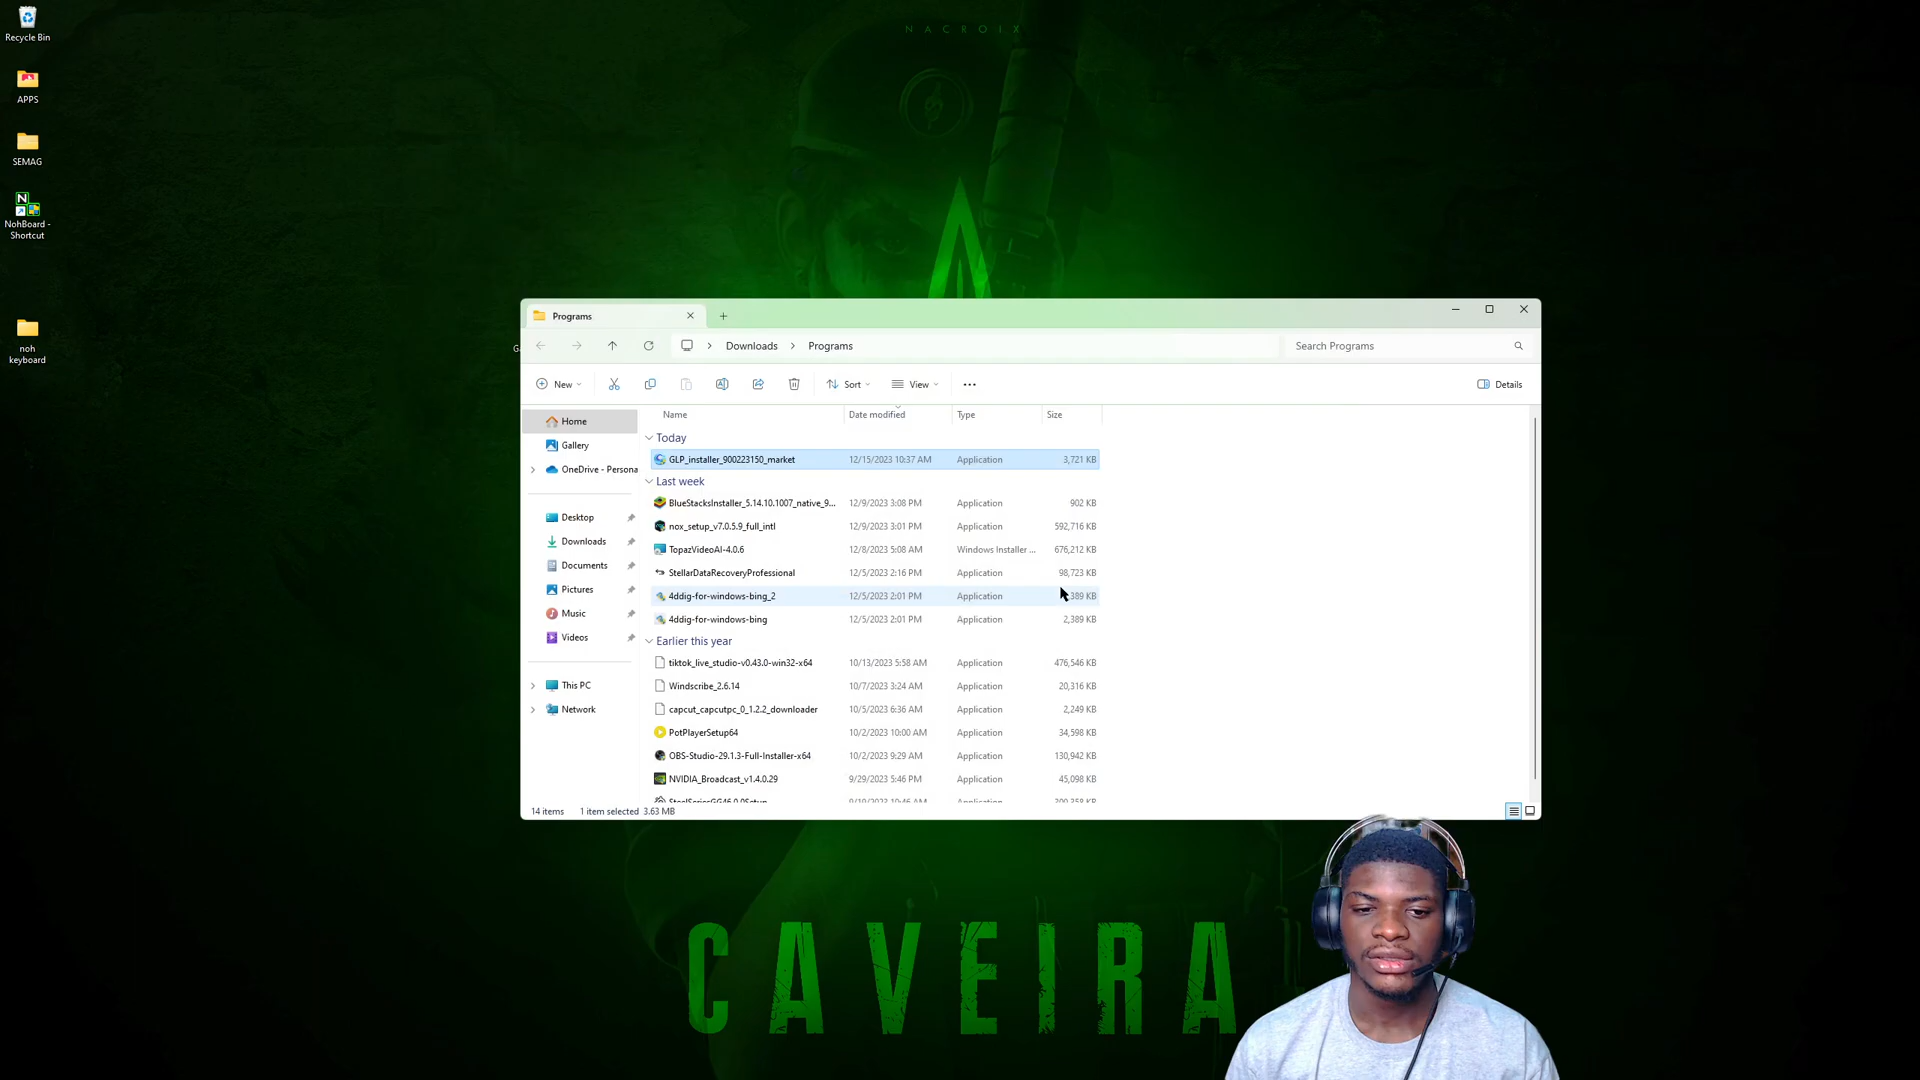 NACROIX
Recycle Bin
APPS
SEMAG
NohBoard -
Shortcut
noh
keyboard
Programs
Downloads
Programs
Search Programs
New
Sort
View
Details
Home
Gallery
OneDrive - Persona
Desktop
Downloads
Documents
Pictures
Music
Videos
This PC
Network
Name Date modified Type Size
Today
GLP_installer_900223150_market 12/15/2023 10:37 AM Application 3,721 KB
Last week
BlueStacksInstaller_5.14.10.1007_native_9... 12/9/2023 3:08 PM Application 902 KB
nox_setup_v7.0.5.9_full_intl 12/9/2023 3:01 PM Application 592,716 KB
TopazVideoAI-4.0.6 12/8/2023 5:08 AM Windows Installer ... 676,212 KB
StellarDataRecoveryProfessional 12/5/2023 2:16 PM Application 98,723 KB
4ddig-for-windows-bing_2 12/5/2023 2:01 PM Application 389 KB
4ddig-for-windows-bing 12/5/2023 2:01 PM Application 2,389 KB
Earlier this year
tiktok_live_studio-v0.43.0-win32-x64 10/13/2023 5:58 AM Application 476,546 KB
Windscribe_2.6.14 10/7/2023 3:24 AM Application 20,316 KB
capcut_capcutpc_0_1.2.2_downloader 10/5/2023 6:36 AM Application 2,249 KB
PotPlayerSetup64 10/2/2023 10:00 AM Application 34,598 KB
OBS-Studio-29.1.3-Full-Installer-x64 10/2/2023 9:29 AM Application 130,942 KB
NVIDIA_Broadcast_v1.4.0.29 9/29/2023 5:46 PM Application 45,098 KB
14 items 1 item selected 3.63 MB
CAVEIRA